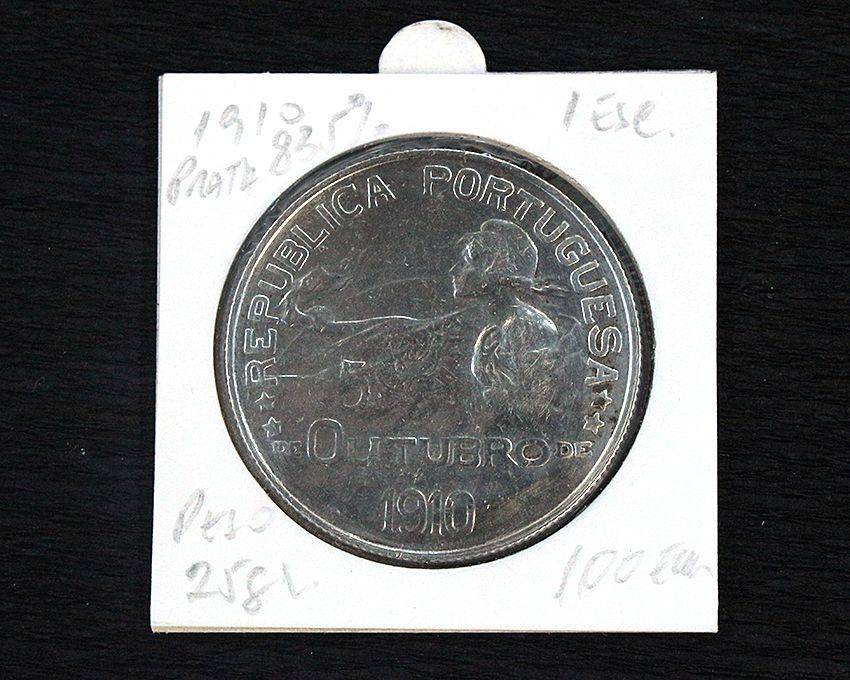 1910 1 Esc.
PRATA 835%
REPUBLICA PORTUGUESA
5
DE OUTUBRO DE
1910
Peso
25gr. 100 Eur